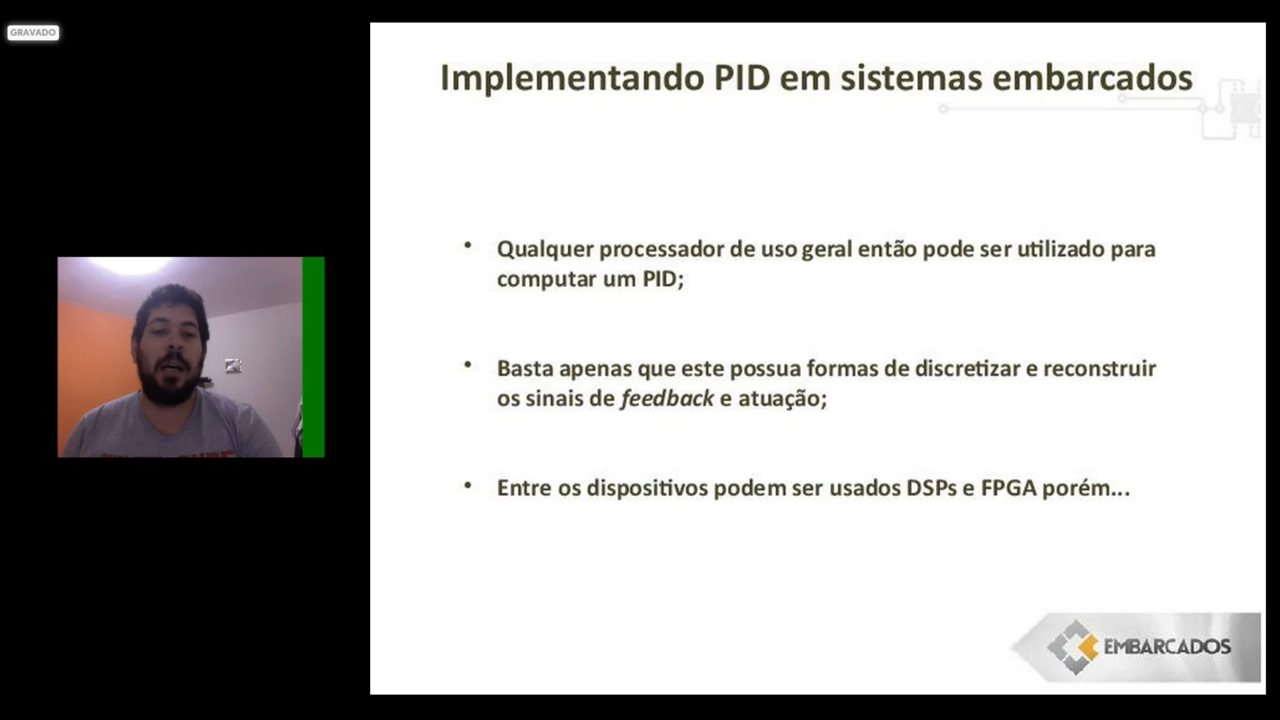 GRAVADO
Implementando PID em sistemas embarcados
• Qualquer processador de uso geral então pode ser utilizado para
computar um PID;
• Basta apenas que este possua formas de discretizar e reconstruir
os sinais de feedback e atuação;
• Entre os dispositivos podem ser usados DSPs e FPGA porém...
EMBARCADOS